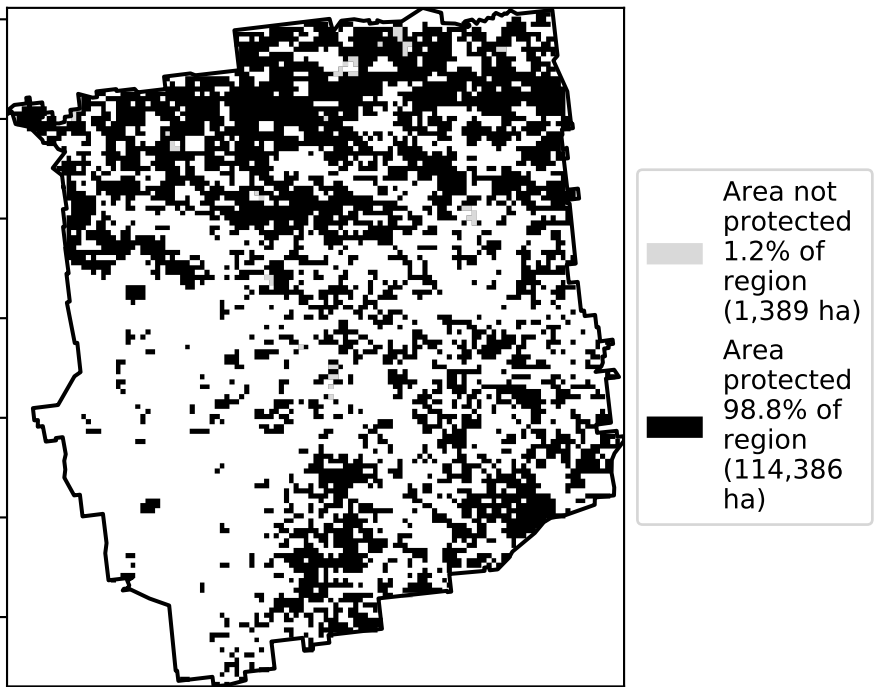 Area not
protected
1.2% of
region
(1,389 ha)
Area
protected
98.8% of
region
(114,386
ha)